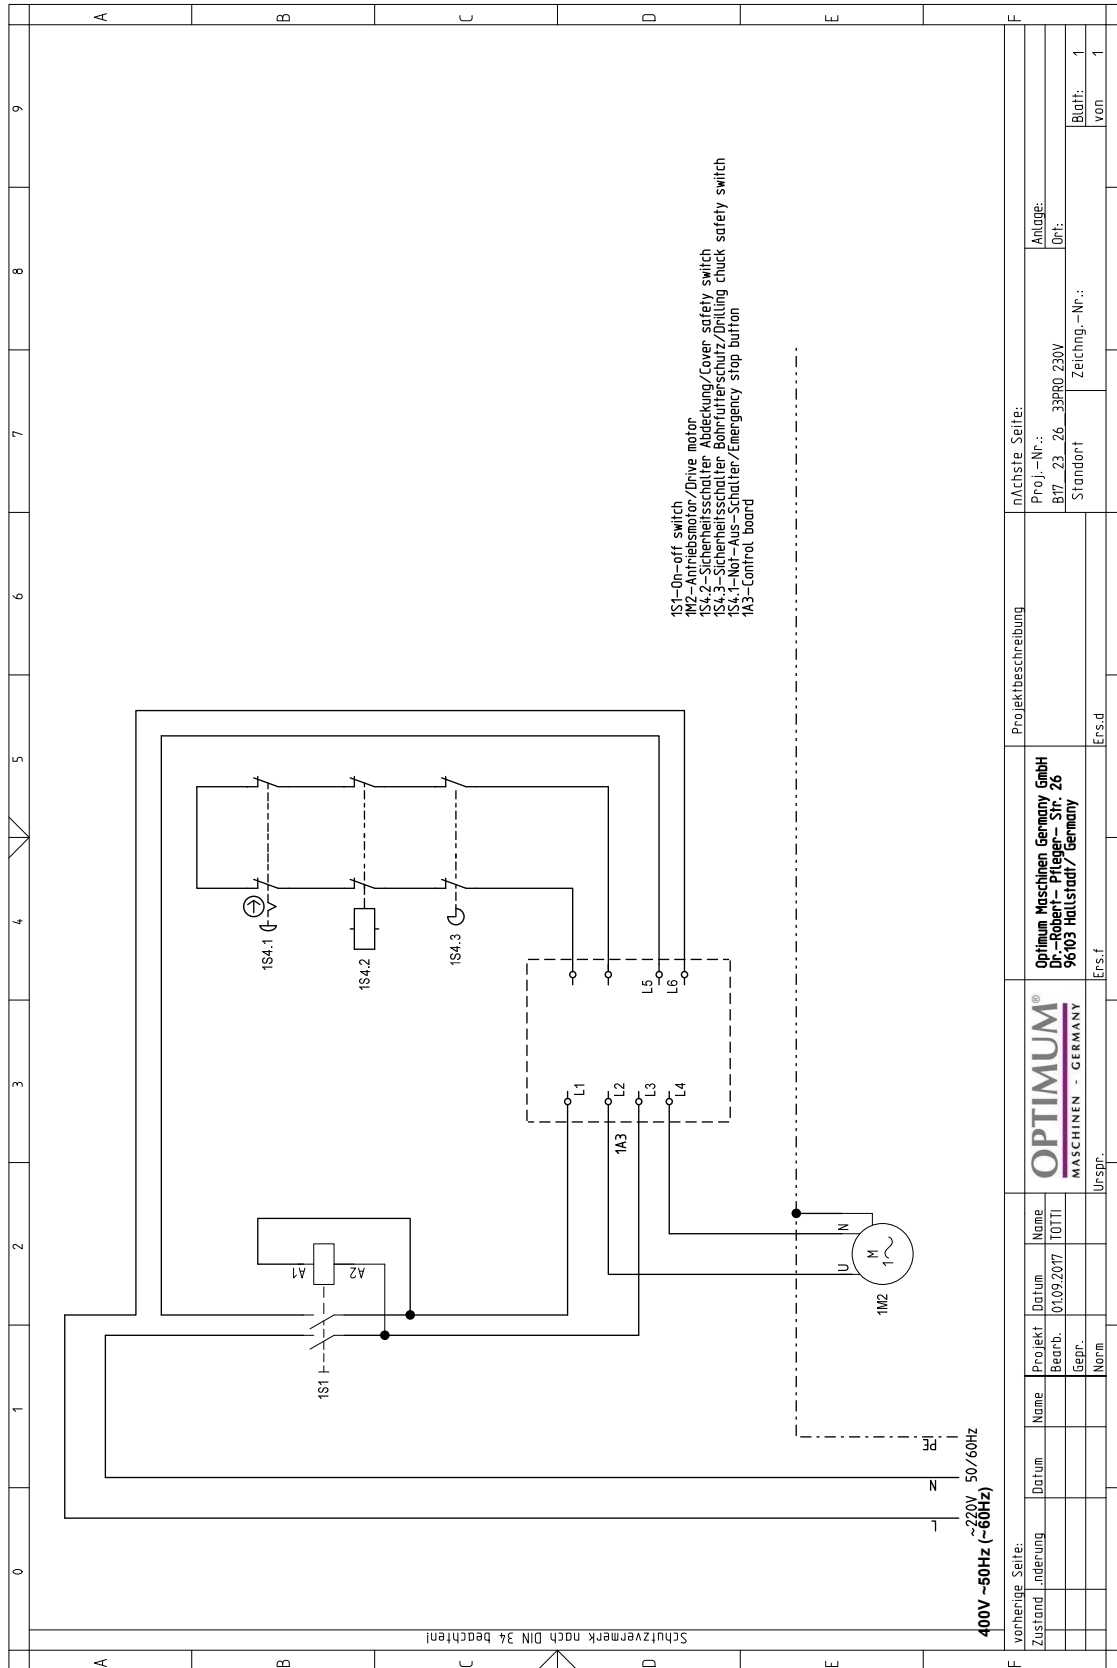 0 1 2 3 4 5 6 7 8 9
A A
B B
C C
D D
E E
F F
Schutzvermerk nach DIN 34 beachten!
1S1
A1
A2
1S4.1
1S4.2
1S4.3
L1
L2
L3
L4
L5
L6
1A3
1S1-On-off switch
1M2-Antriebsmotor/Drive motor
1S4.2-Sicherheitsschalter Abdeckung/Cover safety switch
1S4.3-Sicherheitsschalter Bohrfutterschutz/Drilling chuck safety switch
1S4.1-Not-Aus-Schalter/Emergency stop button
1A3-Control board
U N
M
1~
1M2
L N PE
~220V 50/60Hz
400V ~50Hz (~60Hz)
vorherige Seite:
Zustand .nderung Datum Name
Projekt Datum Name
Bearb. 01.09.2017 TOTTI
Gepr.
Norm
OPTIMUM®
MASCHINEN - GERMANY
Urspr.
Optimum Maschinen Germany GmbH
Dr.-Robert- Pfleger- Str. 26
96103 Hallstadt/ Germany
Ers.f
Ers.d
Projektbeschreibung
nÄchste Seite:
Proj.-Nr.:
B17_23_26_33PRO 230V
Standort
Zeichng.-Nr.:
Anlage:
Ort:
Blatt: 1
von 1